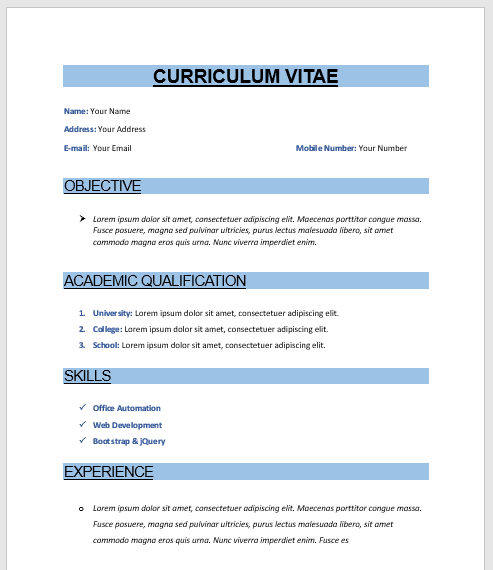 CURRICULUM VITAE
Name: Your Name
Address: Your Address
E-mail: Your Email Mobile Number: Your Number
OBJECTIVE
➤ Lorem ipsum dolor sit amet, consectetuer adipiscing elit. Maecenas porttitor congue massa.
Fusce posuere, magna sed pulvinar ultricies, purus lectus malesuada libero, sit amet
commodo magna eros quis urna. Nunc viverra imperdiet enim.
ACADEMIC QUALIFICATION
1. University: Lorem ipsum dolor sit amet, consectetuer adipiscing elit.
2. College: Lorem ipsum dolor sit amet, consectetuer adipiscing elit.
3. School: Lorem ipsum dolor sit amet, consectetuer adipiscing elit.
SKILLS
✓ Office Automation
✓ Web Development
✓ Bootstrap & jQuery
EXPERIENCE
o Lorem ipsum dolor sit amet, consectetuer adipiscing elit. Maecenas porttitor congue massa.
Fusce posuere, magna sed pulvinar ultricies, purus lectus malesuada libero, sit amet
commodo magna eros quis urna. Nunc viverra imperdiet enim. Fusce es